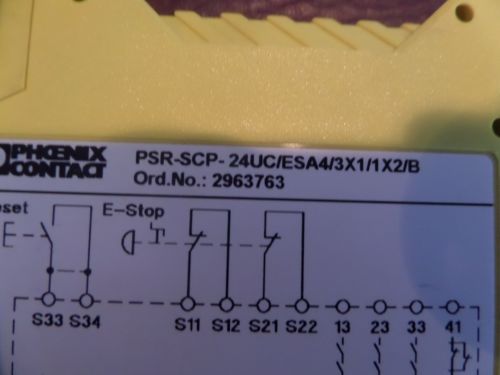 PHOENIX CONTACT
PSR-SCP- 24UC/ESA4/3X1/1X2/B
Ord.No.: 2963763
eset
E-Stop
S33 S34 S11 S12 S21 S22 13 23 33 41